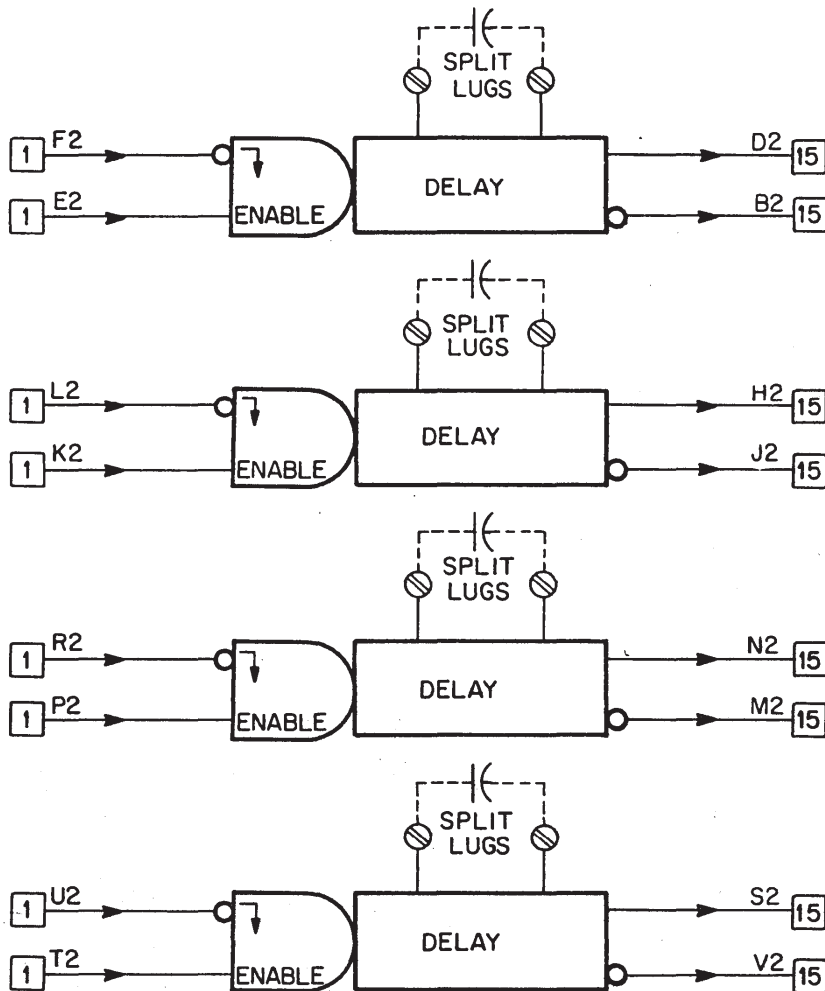 SPLIT
LUGS
1 F2 D2 15
DELAY
1 E2 ENABLE B2 15
SPLIT
LUGS
1 L2 H2 15
DELAY
1 K2 ENABLE J2 15
SPLIT
LUGS
1 R2 N2 15
DELAY
1 P2 ENABLE M2 15
SPLIT
LUGS
1 U2 S2 15
DELAY
1 T2 ENABLE V2 15